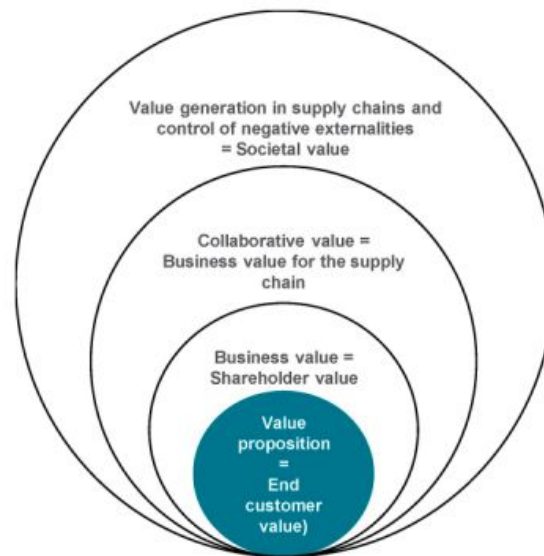 Value generation in supply chains and
control of negative externalities
= Societal value
Collaborative value =
Business value for the supply
chain
Business value =
Shareholder value
Value
proposition
=
End
customer
value)